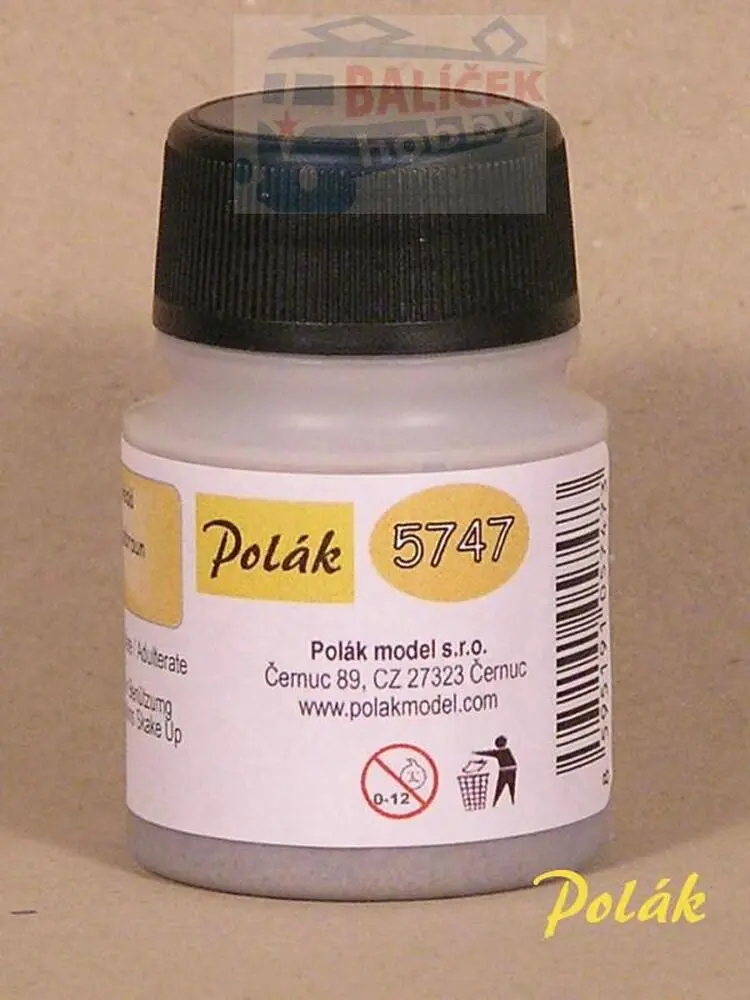 BALÍČEK
hobby
Polák
5747
Polák model s.r.o.
Černuc 89, CZ 27323 Černuc
www.polakmodel.com
/ Adulterate
Skake Up
0-12
Polák